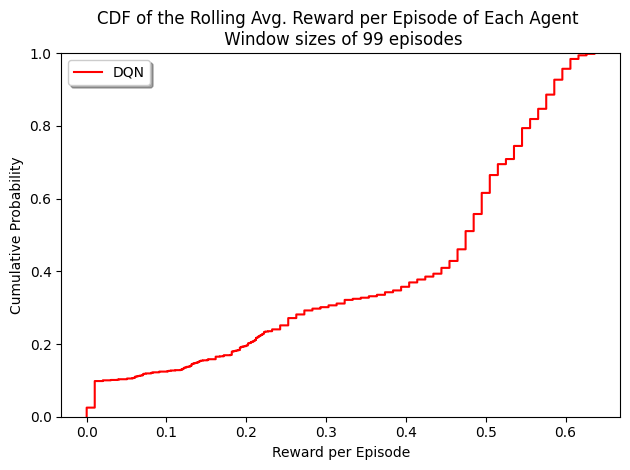 CDF of the Rolling Avg. Reward per Episode of Each Agent
Window sizes of 99 episodes
DQN
Cumulative Probability
1.0
0.8
0.6
0.4
0.2
0.0
0.0 0.1 0.2 0.3 0.4 0.5 0.6
Reward per Episode